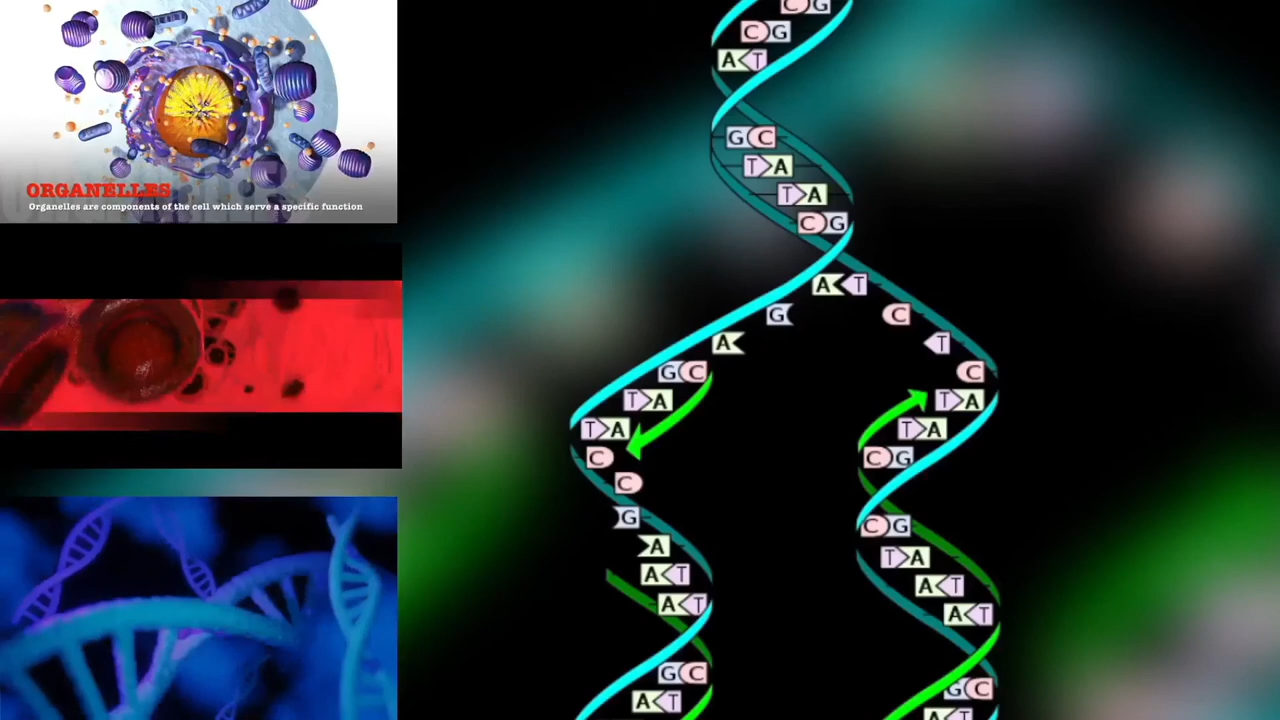 ORGANELLES
Organelles are components of the cell which serve a specific function
C G
C G
A T
G C
T A
T A
C G
A T
G C
A T
G C C
T A T A
T A T A
C C G
C
G C G
A T A
A T A T
A T A T
G C G C
A T A T